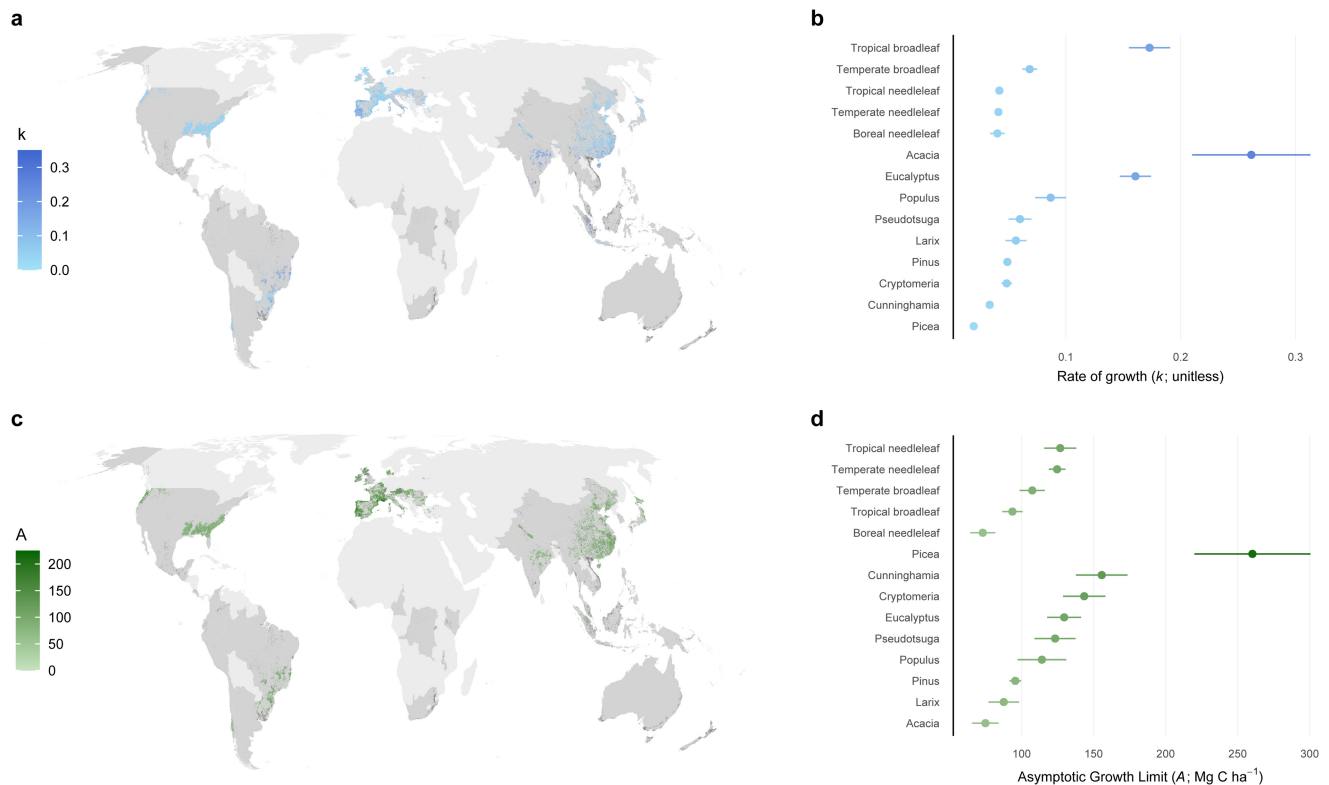 a
k
0.3
0.2
0.1
0.0
b
Tropical broadleaf
Temperate broadleaf
Tropical needleleaf
Temperate needleleaf
Boreal needleleaf
Acacia
Eucalyptus
Populus
Pseudotsuga
Larix
Pinus
Cryptomeria
Cunninghamia
Picea
0.1 0.2 0.3
Rate of growth (k; unitless)
c
A
200
150
100
50
0
d
Tropical needleleaf
Temperate needleleaf
Temperate broadleaf
Tropical broadleaf
Boreal needleleaf
Picea
Cunninghamia
Cryptomeria
Eucalyptus
Pseudotsuga
Populus
Pinus
Larix
Acacia
100 150 200 250 300
Asymptotic Growth Limit (A; Mg C ha⁻¹)